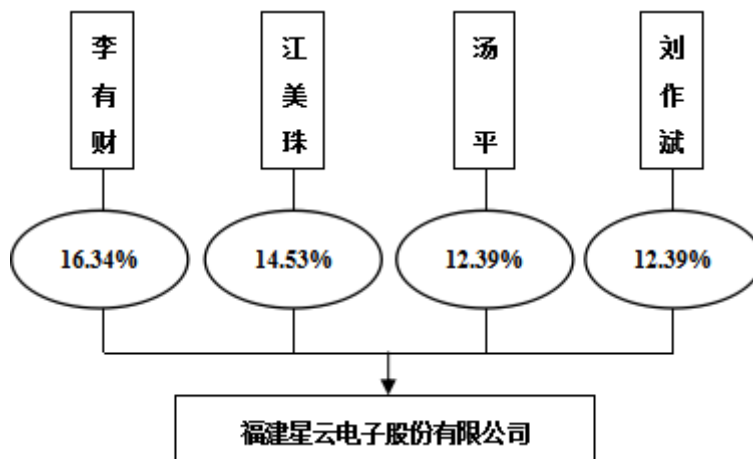 李有财
江美珠
汤平
刘作斌
16.34%
14.53%
12.39%
12.39%
福建星云电子股份有限公司